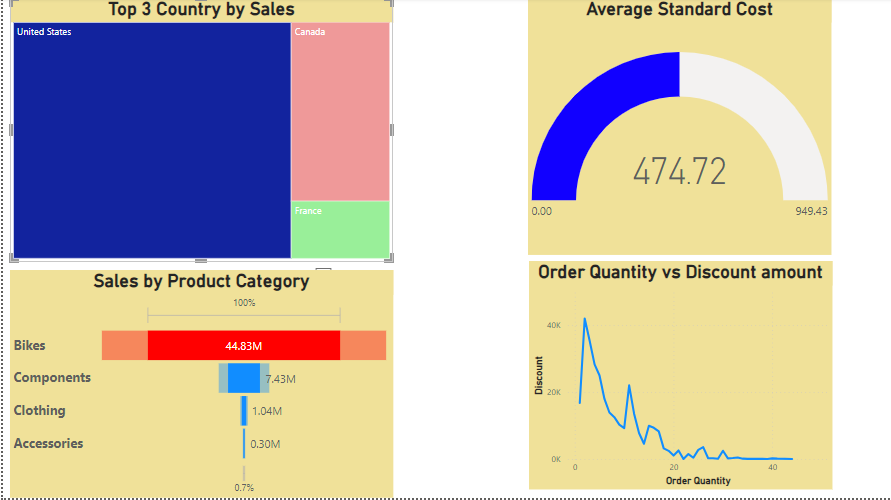 Top 3 Country by Sales
United States
Canada
France
Average Standard Cost
474.72
0.00
949.43
Sales by Product Category
100%
Bikes
44.83M
Components
7.43M
Clothing
1.04M
Accessories
0.30M
0.7%
Order Quantity vs Discount amount
Discount
40K
20K
0K
0
20
40
Order Quantity